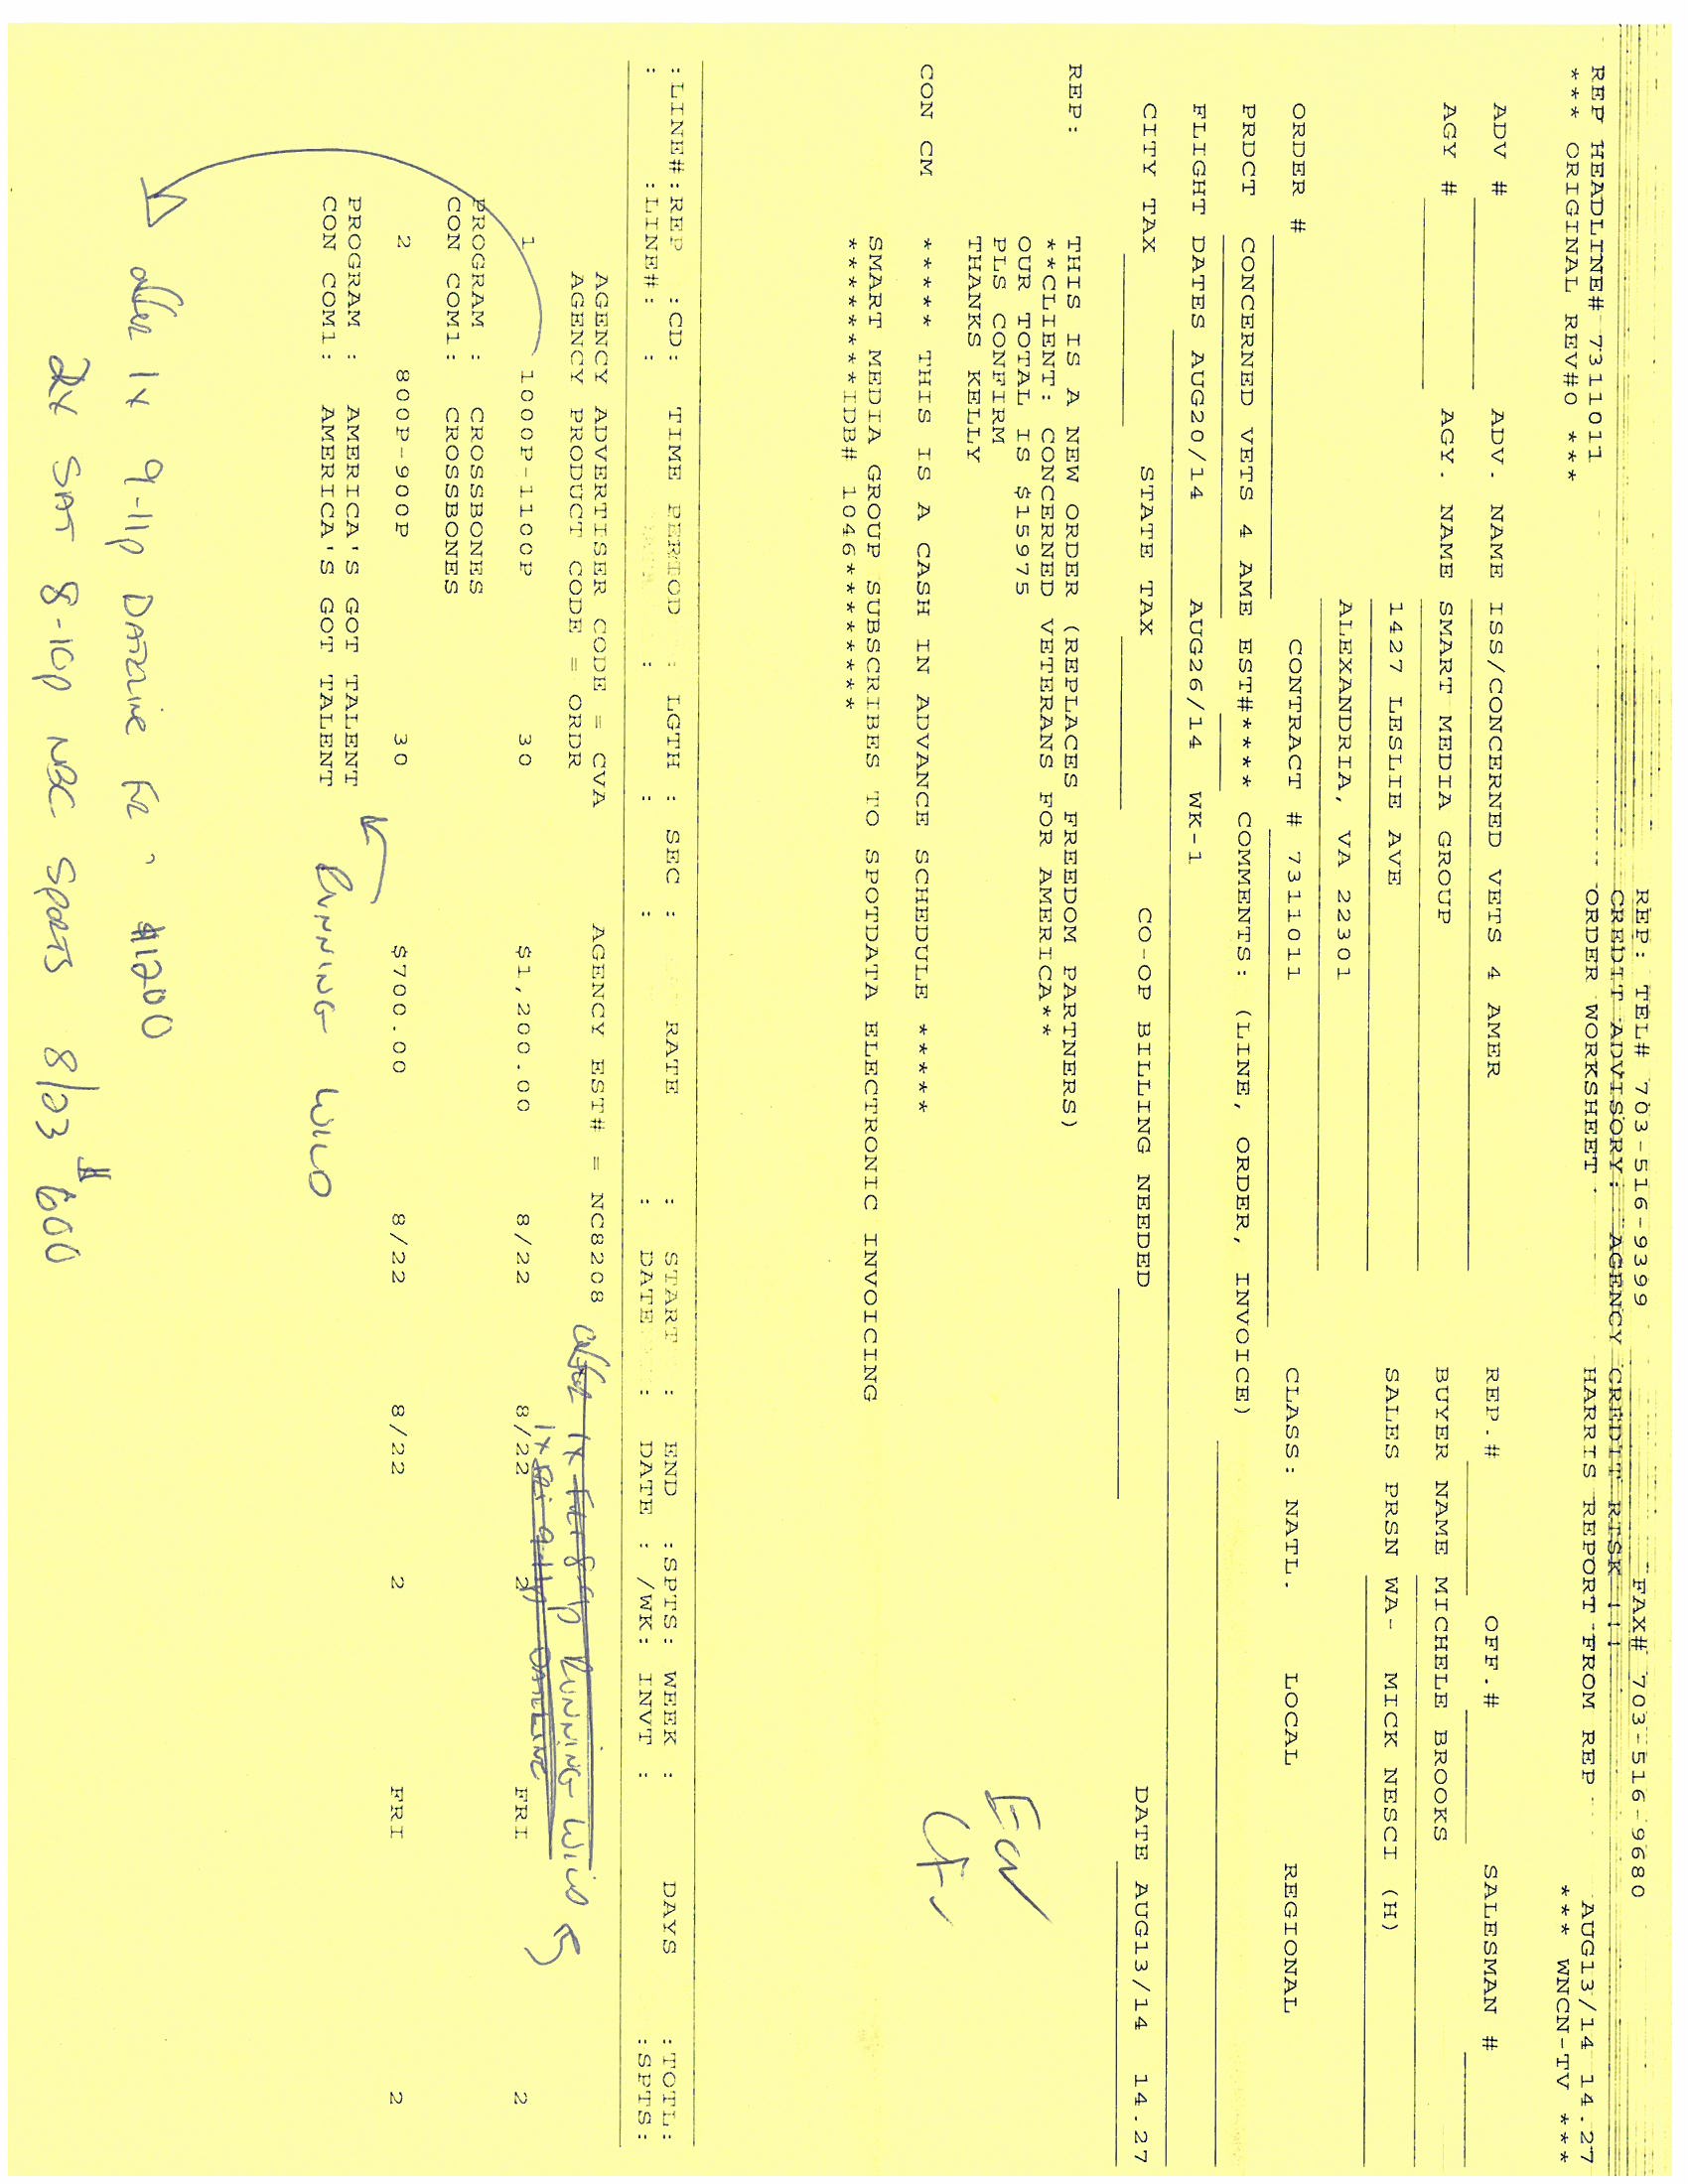 REP: TEL# 703-516-9399 FAX# 703-516-9680
CREDIT ADVISORY: AGENCY CREDIT RISK !!!
ORDER WORKSHEET HARRIS REPORT FROM REP AUG13/14 14.27
REP HEADLINE# 7311011
*** ORIGINAL REV#0 *** *** WNCN-TV ***
ADV # ADV. NAME ISS/CONCERNED VETS 4 AMER REP.# OFF.# SALESMAN #
AGY # AGY. NAME SMART MEDIA GROUP BUYER NAME MICHELE BROOKS
1427 LESLIE AVE SALES PRSN WA- MICK NESCI (H)
ALEXANDRIA, VA 22301
ORDER # CONTRACT # 7311011 CLASS: NATL. LOCAL REGIONAL
PRDCT CONCERNED VETS 4 AME EST#**** COMMENTS: (LINE, ORDER, INVOICE)
FLIGHT DATES AUG20/14 AUG26/14 WK-1
CITY TAX STATE TAX CO-OP BILLING NEEDED DATE AUG13/14 14.27
REP: THIS IS A NEW ORDER (REPLACES FREEDOM PARTNERS)
**CLIENT: CONCERNED VETERANS FOR AMERICA**
OUR TOTAL IS $15975
PLS CONFIRM
THANKS KELLY
CON CM ***** THIS IS A CASH IN ADVANCE SCHEDULE *****
SMART MEDIA GROUP SUBSCRIBES TO SPOTDATA ELECTRONIC INVOICING
**********IDB# 1046**********
:LINE#:REP :CD: TIME PERIOD : LGTH : SEC : RATE : START : END :SPTS: WEEK : DAYS :TOTL:
: :LINE#: : : : : : DATE : DATE : /WK: INVT : :SPTS:
AGENCY ADVERTISER CODE = CVA AGENCY EST# = NC8208
AGENCY PRODUCT CODE = ORDR
offer 1x Fri 8-9p RUNNING WILD
1x Fri 9-11p DATELINE
1 1000P-1100P 30 $1,200.00 8/22 8/22 2 FRI 2
PROGRAM : CROSSBONES
CON COM1: CROSSBONES
2 800P-900P 30 $700.00 8/22 8/22 2 FRI 2
PROGRAM : AMERICA'S GOT TALENT
CON COM1: AMERICA'S GOT TALENT
RUNNING WILD
offer 1x 9-11p DATELINE Fr. $1200
2x SAT 8-10p NBC SPORTS 8/23 $600